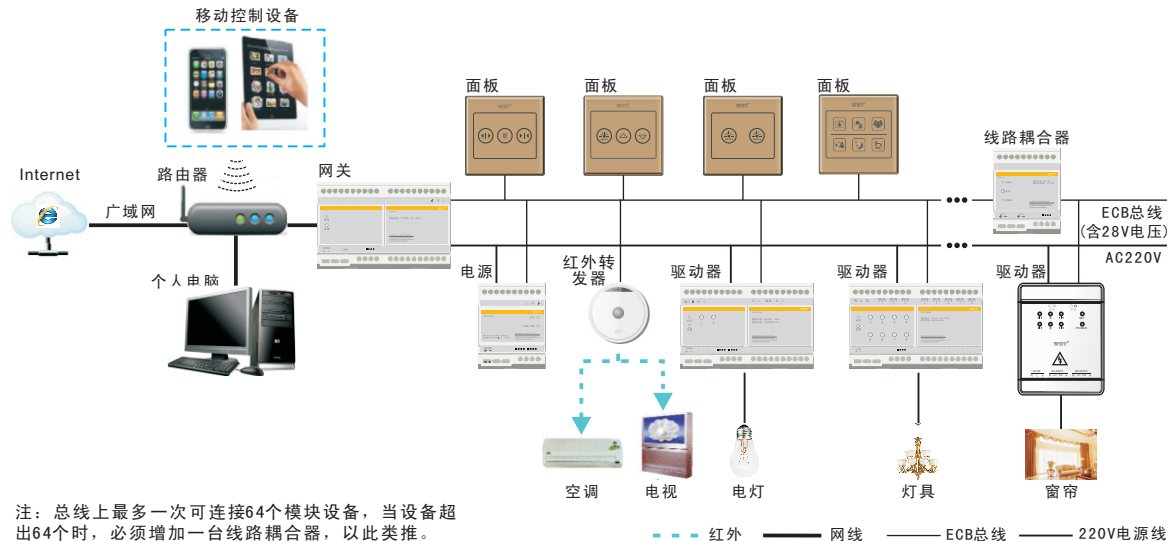 移动控制设备
面板
面板
面板
面板
线路耦合器
Internet
广域网
路由器
网关
ECB总线
(含28V电压)
AC220V
个人电脑
电源
红外转
发器
驱动器
驱动器
驱动器
空调
电视
电灯
灯具
窗帘
注：总线上最多一次可连接64个模块设备，当设备超
出64个时，必须增加一台线路耦合器，以此类推。
红外
网线
ECB总线
220V电源线